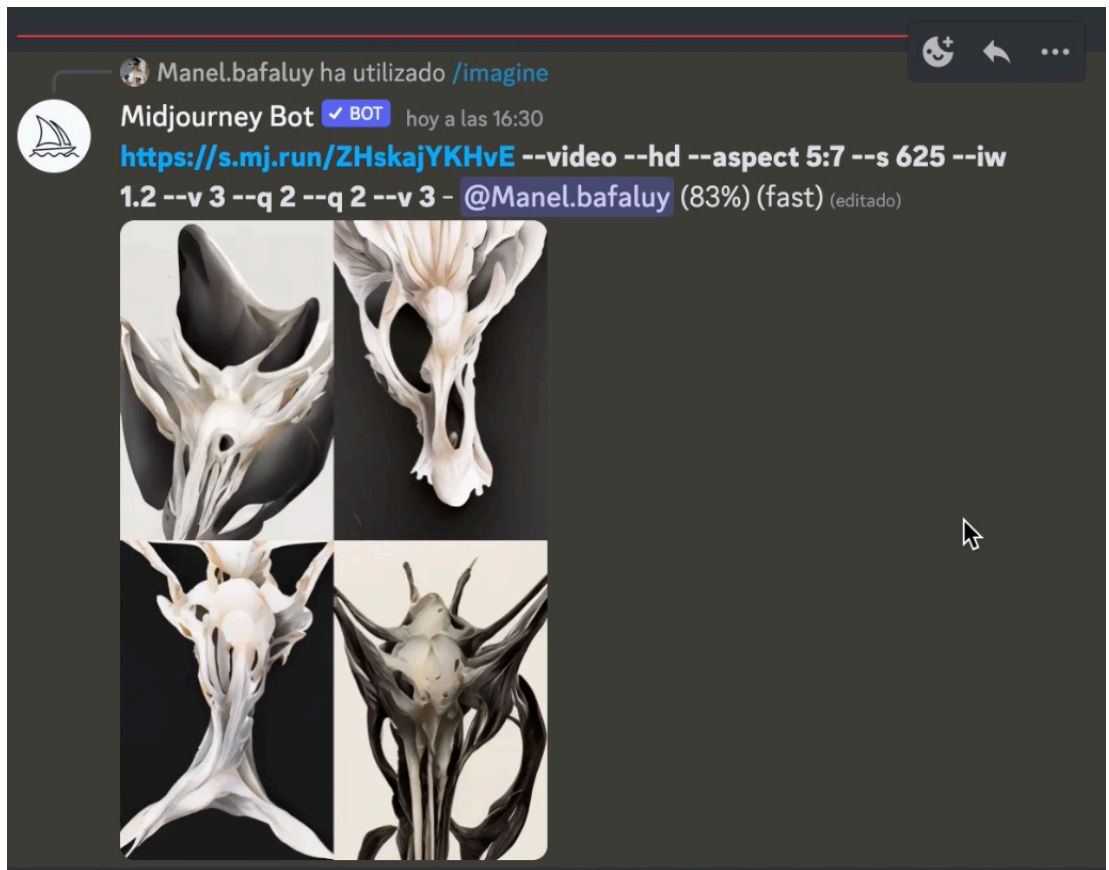 Manel.bafaluy ha utilizado /imagine
Midjourney Bot ✓ BOT hoy a las 16:30
https://s.mj.run/ZHskajYKHvE --video --hd --aspect 5:7 --s 625 --iw
1.2 --v 3 --q 2 --q 2 --v 3 - @Manel.bafaluy (83%) (fast) (editado)